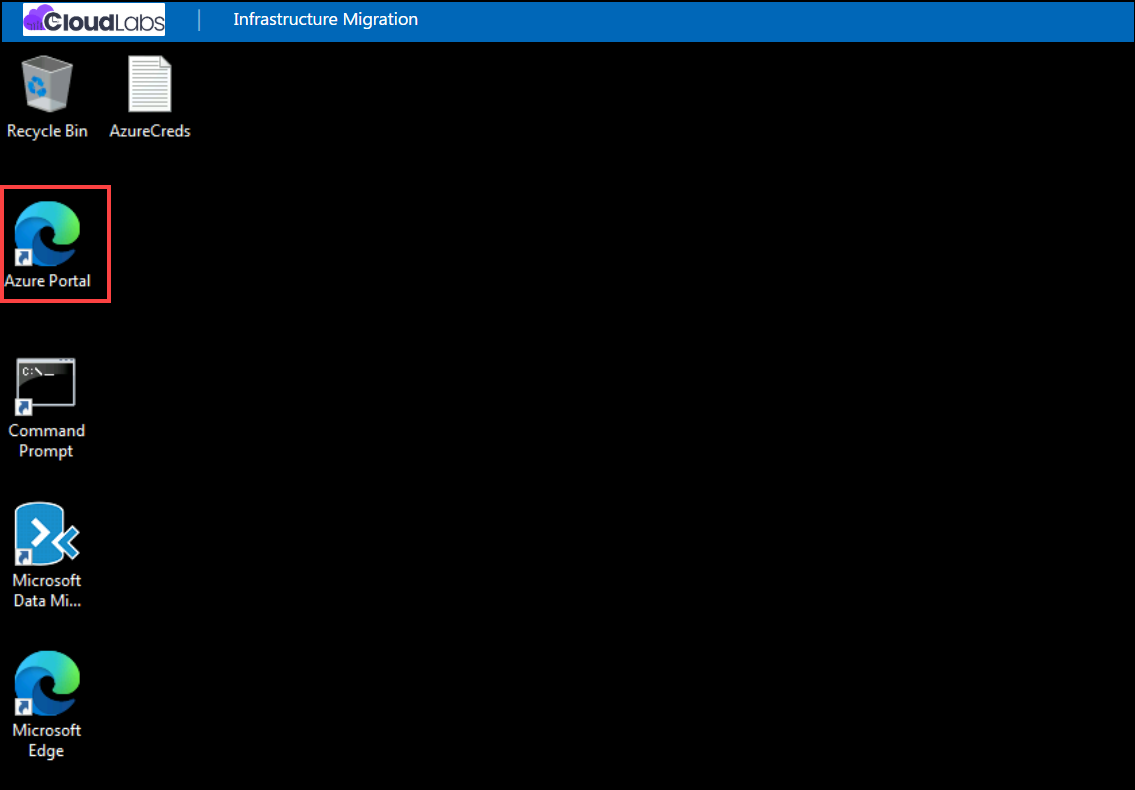 CloudLabs
Infrastructure Migration
Recycle Bin
AzureCreds
Azure Portal
C:\_
Command
Prompt
Microsoft
Data Mi...
Microsoft
Edge